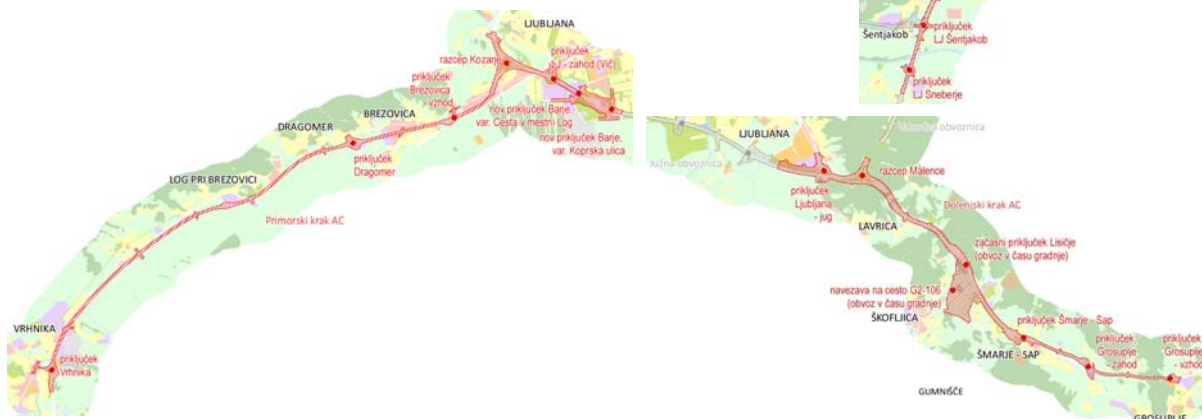 LJUBLJANA
razcep Kozarje
priključek
LJ - zahod (Vič)
priključek
Brezovica
- vzhod
BREZOVICA
nov priključek Barje,
var. Cesta v mestni Log
nov priključek Barje,
var. Koprska ulica
DRAGOMER
priključek
Dragomer
LOG PRI BREZOVICI
Primorski krak AC
VRHNIKA
priključek
Vrhnika
Šentjakob
priključek
LJ Šentjakob
priključek
LJ Sneberje
LJUBLJANA
Vzhodna obvoznica
Južna obvoznica
razcep Malence
priključek
Ljubljana
- jug
Dolenjski krak AC
LAVRICA
začasni priključek Lisičje
(obvoz v času gradnje)
navezava na cesto G2-106
(obvoz v času gradnje)
ŠKOFLJICA
priključek Šmarje - Sap
ŠMARJE - SAP
priključek
Grosuplje
- zahod
priključek
Grosuplje
- vzhod
GUMNIŠČE
GROSUPLJE